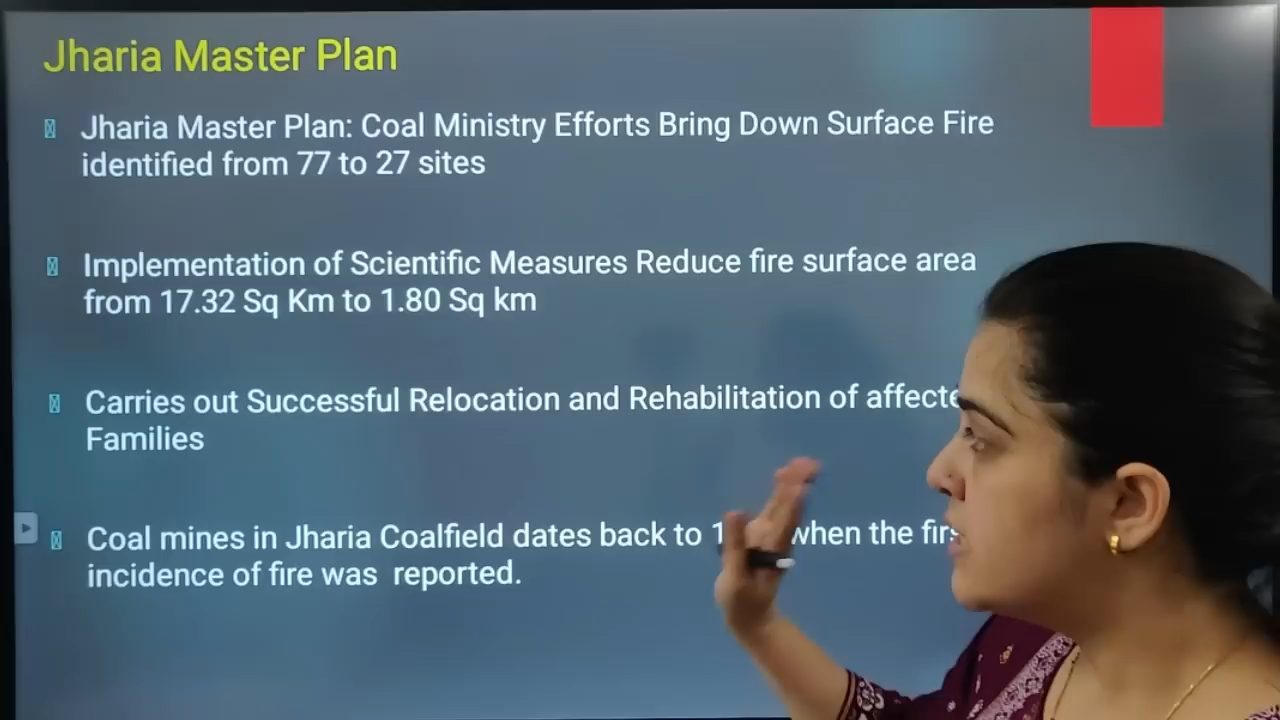 Jharia Master Plan
Jharia Master Plan: Coal Ministry Efforts Bring Down Surface Fire
identified from 77 to 27 sites
Implementation of Scientific Measures Reduce fire surface area
from 17.32 Sq Km to 1.80 Sq km
Carries out Successful Relocation and Rehabilitation of
Families
Coal mines in Jharia Coalfield dates back to when the
incidence of fire was reported.